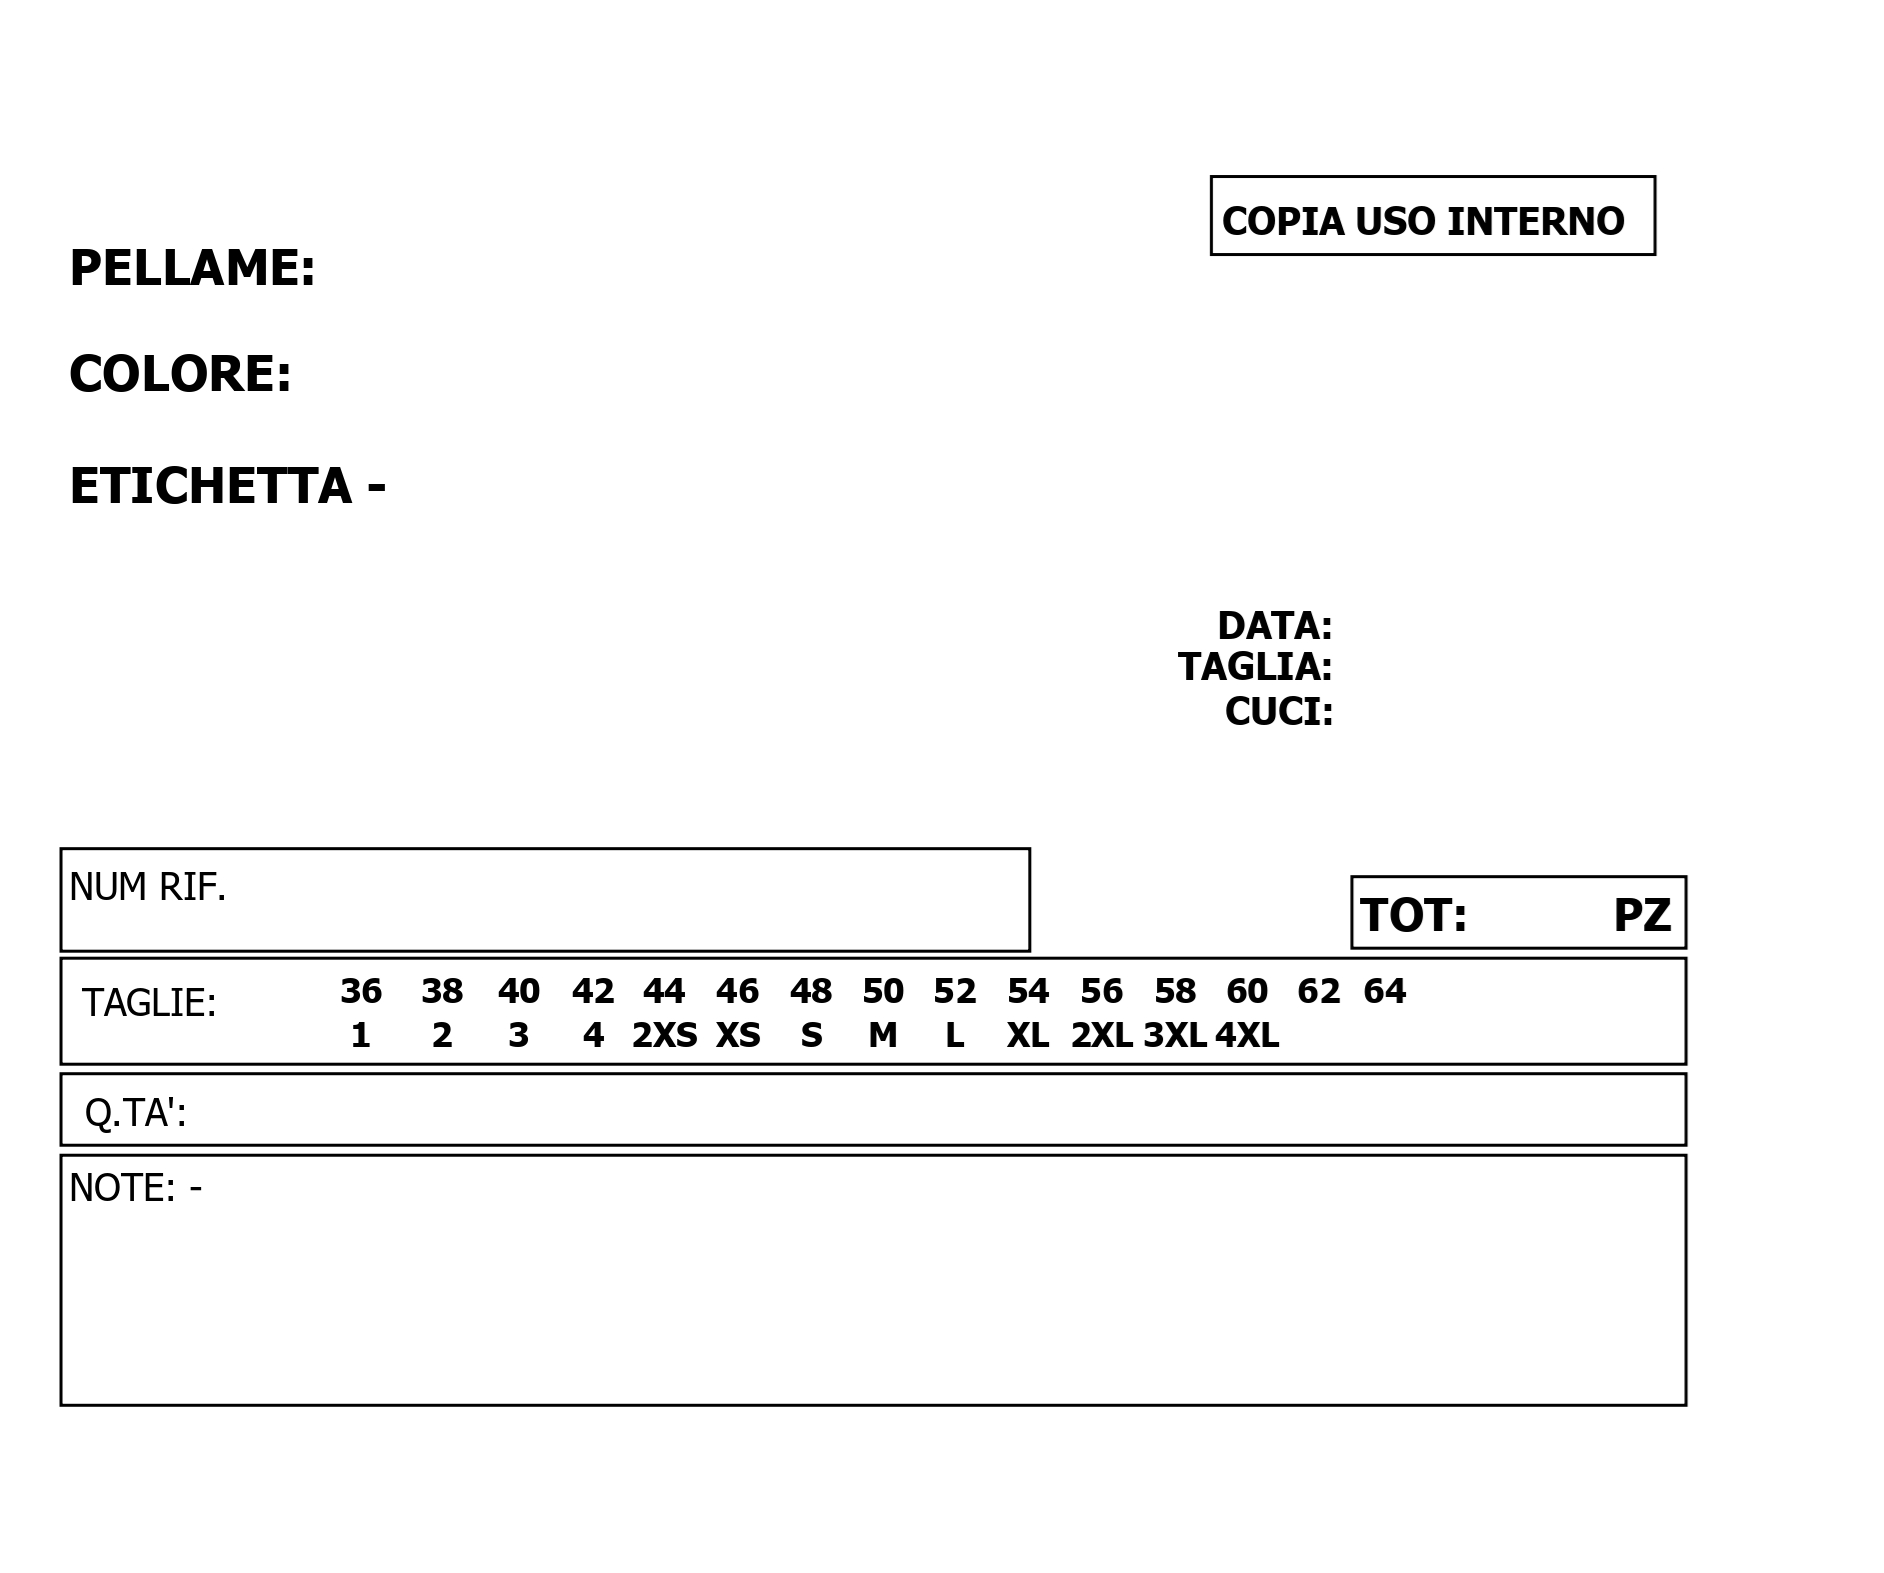 COPIA USO INTERNO
PELLAME:
COLORE:
ETICHETTA -
DATA:
TAGLIA:
CUCI:
NUM RIF.
TOT: PZ
TAGLIE: 36 38 40 42 44 46 48 50 52 54 56 58 60 62 64
1 2 3 4 2XS XS S M L XL 2XL 3XL 4XL
Q.TA':
NOTE: -